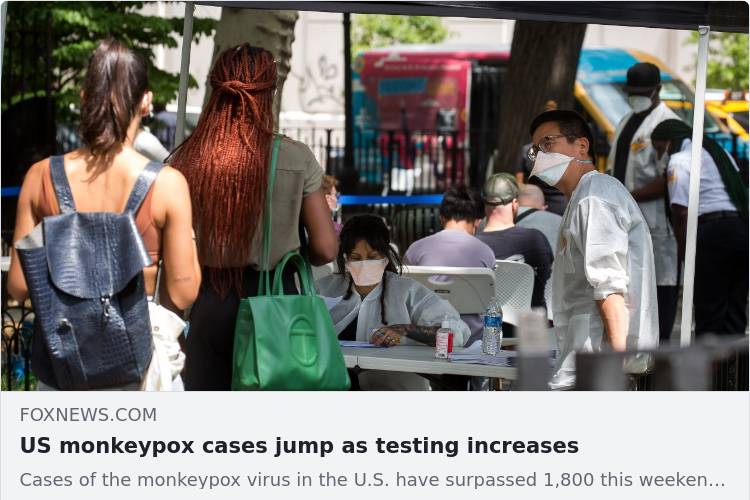 FOXNEWS.COM
US monkeypox cases jump as testing increases
Cases of the monkeypox virus in the U.S. have surpassed 1,800 this weeken...